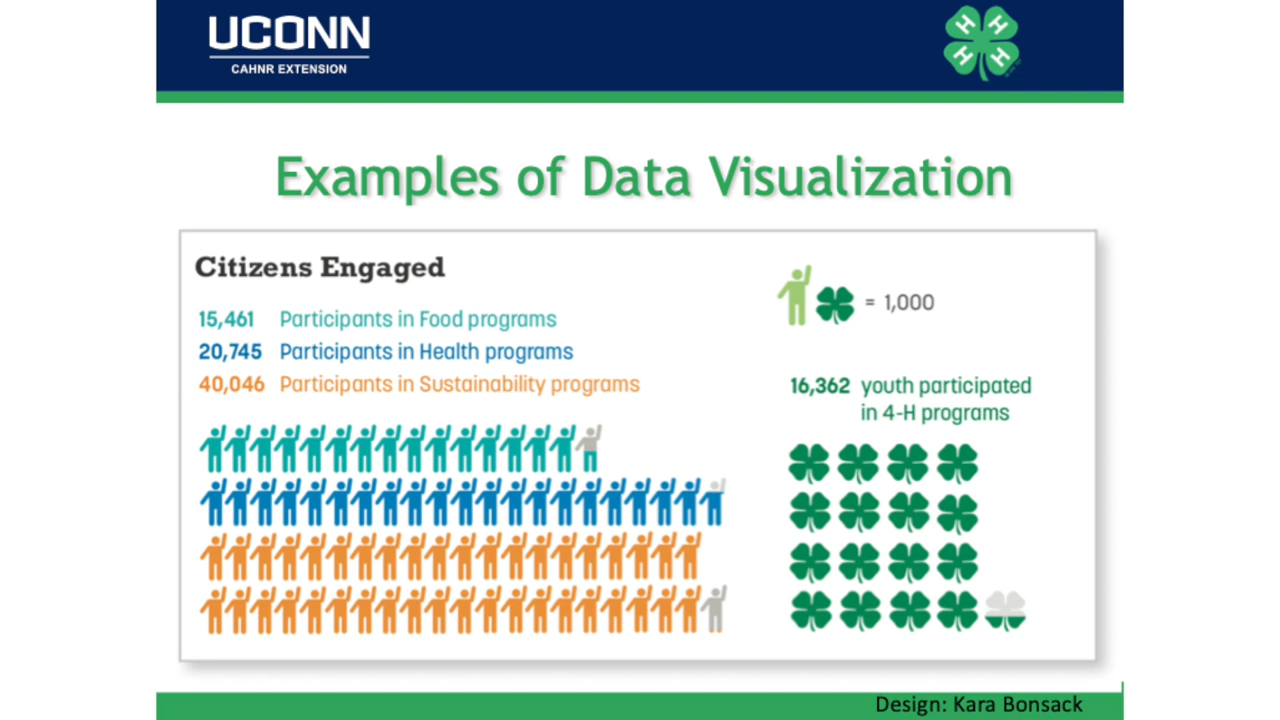 UCONN
CAHNR EXTENSION
H H
H H
Examples of Data Visualization
Citizens Engaged
15,461 Participants in Food programs
20,745 Participants in Health programs
40,046 Participants in Sustainability programs
= 1,000
16,362 youth participated
in 4-H programs
Design: Kara Bonsack